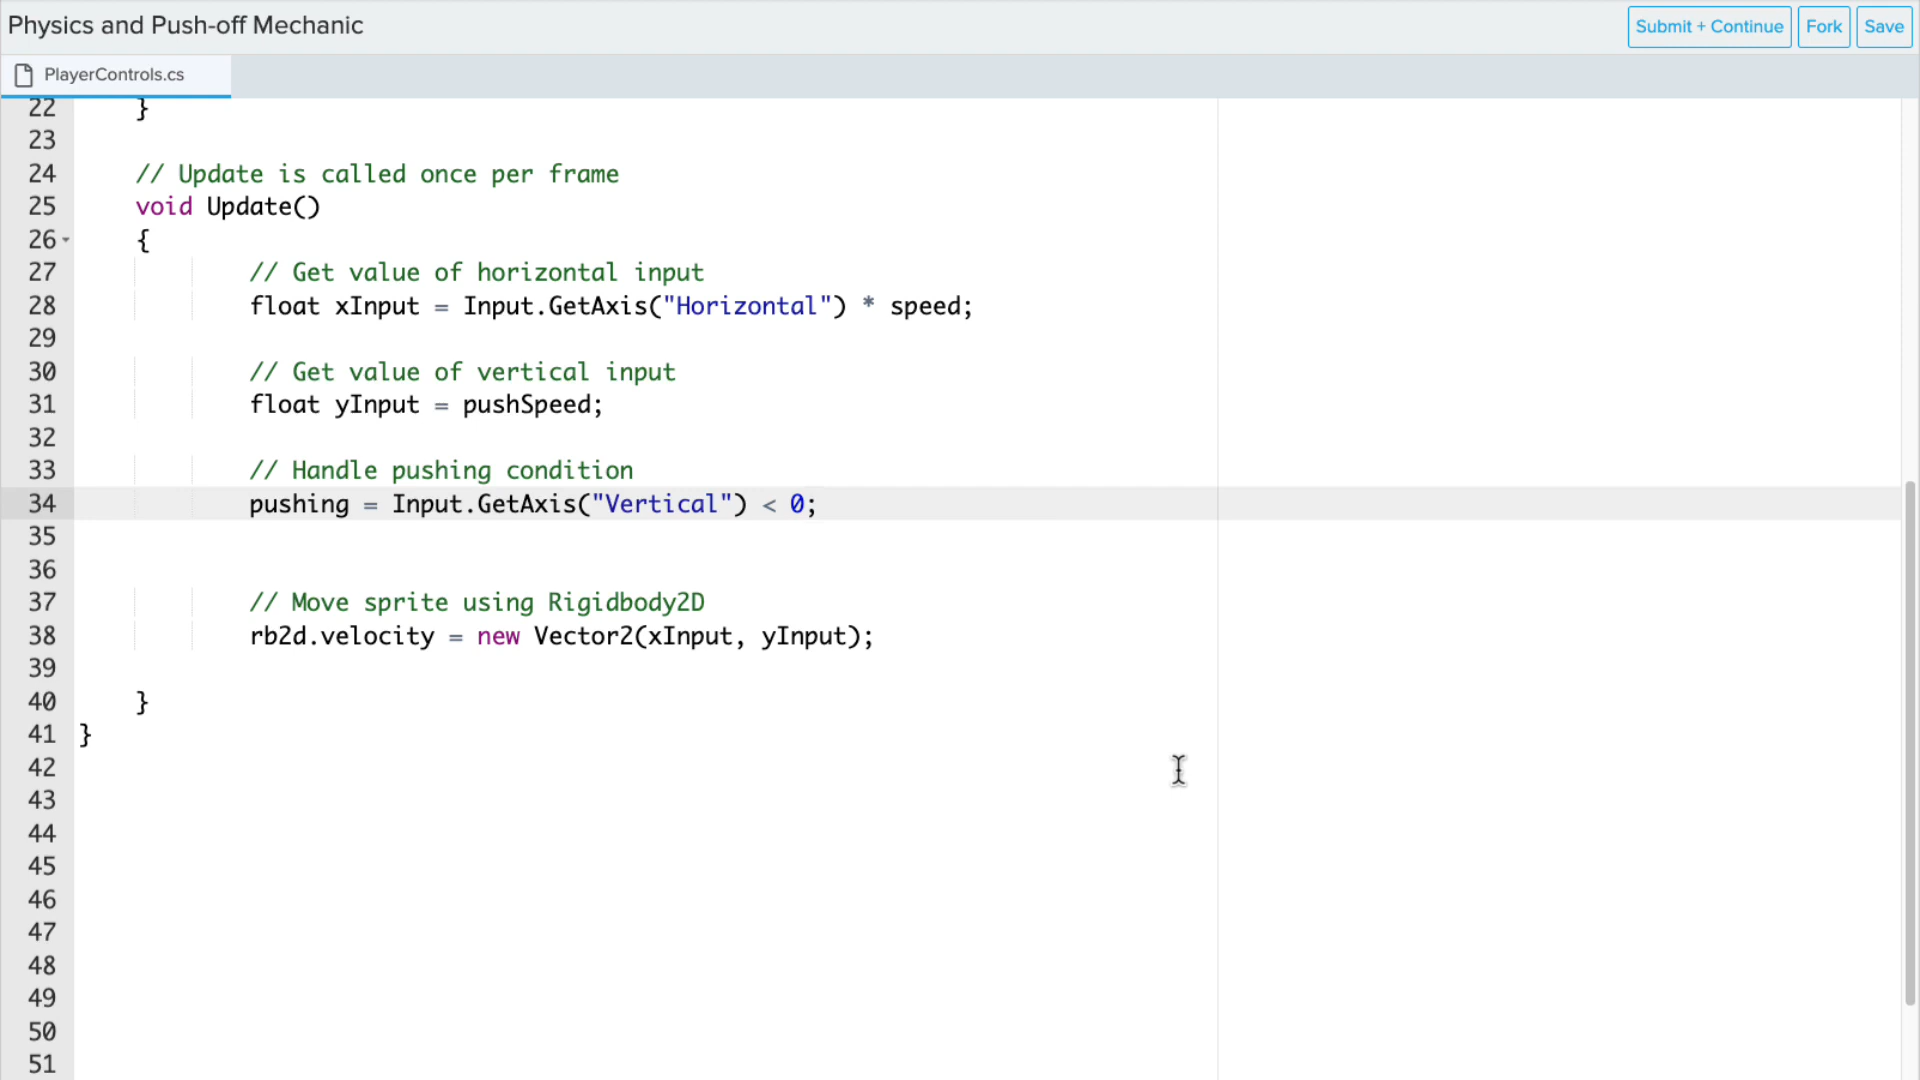 Physics and Push-off Mechanic
Submit + Continue Fork Save
PlayerControls.cs
22 }
23
24 // Update is called once per frame
25 void Update()
26 {
27 // Get value of horizontal input
28 float xInput = Input.GetAxis("Horizontal") * speed;
29
30 // Get value of vertical input
31 float yInput = pushSpeed;
32
33 // Handle pushing condition
34 pushing = Input.GetAxis("Vertical") < 0;
35
36
37 // Move sprite using Rigidbody2D
38 rb2d.velocity = new Vector2(xInput, yInput);
39
40 }
41 }
42
43
44
45
46
47
48
49
50
51